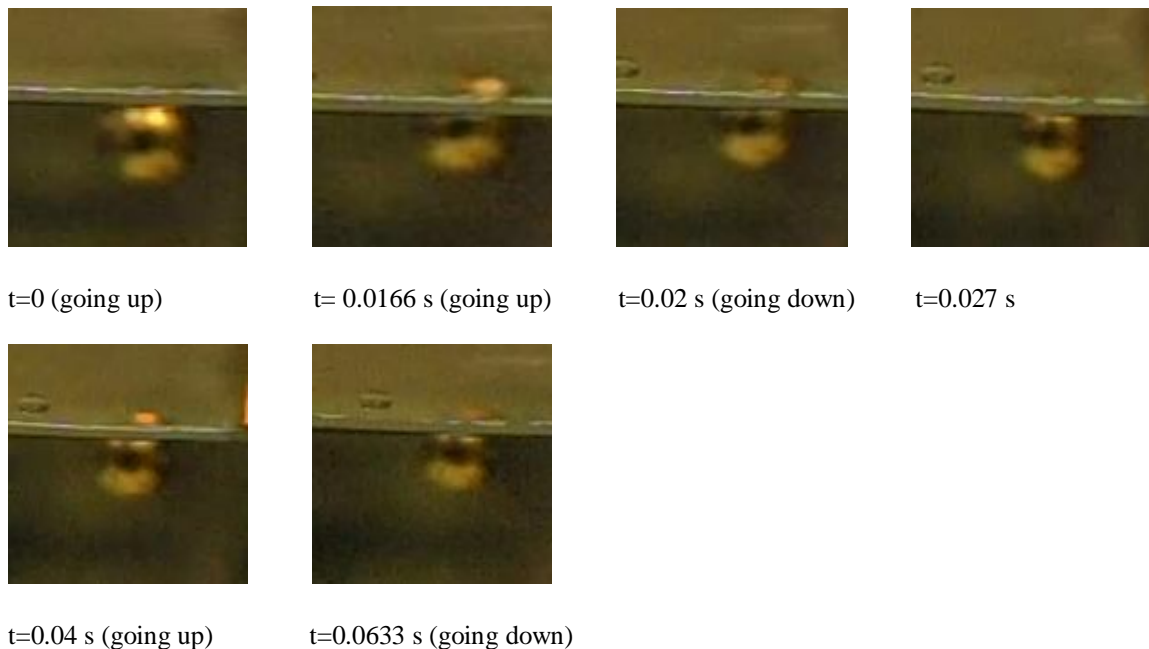 t=0 (going up)
t= 0.0166 s (going up)
t=0.02 s (going down)
t=0.027 s
t=0.04 s (going up)
t=0.0633 s (going down)